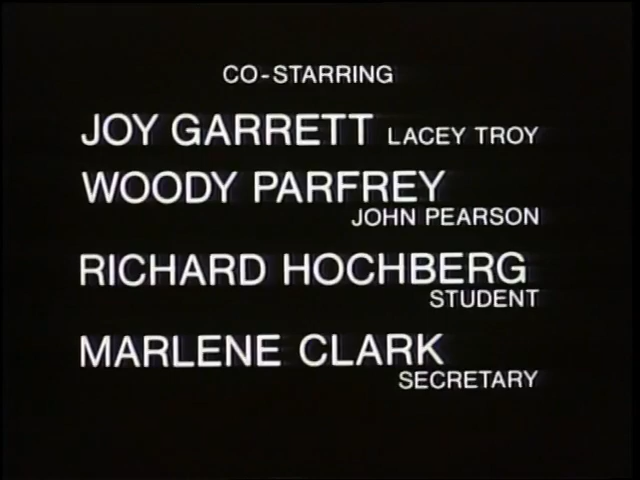 CO-STARRING
JOY GARRETT LACEY TROY
WOODY PARFREY
JOHN PEARSON
RICHARD HOCHBERG
STUDENT
MARLENE CLARK
SECRETARY